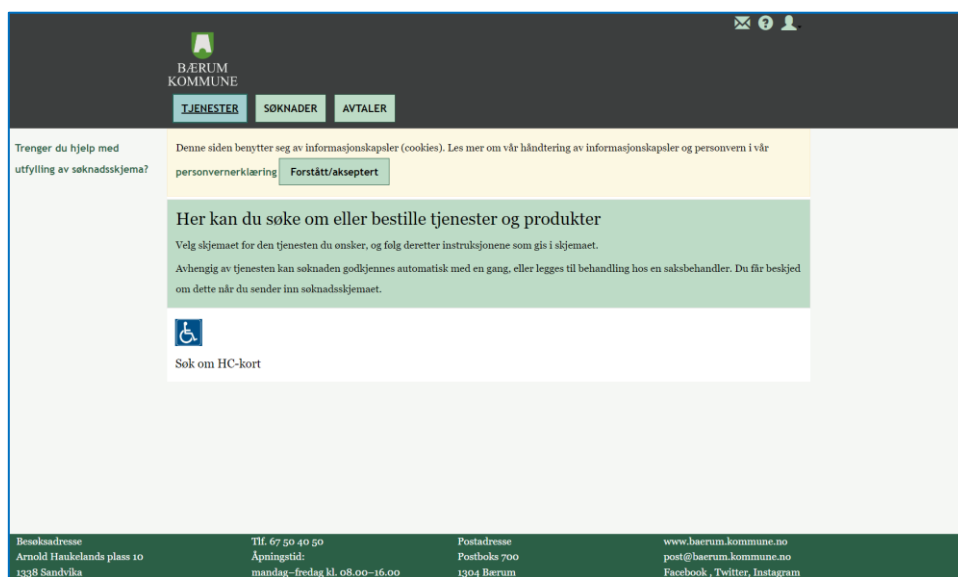 BÆRUM
KOMMUNE
TJENESTER
SØKNADER
AVTALER
Trenger du hjelp med
utfylling av søknadsskjema?
Denne siden benytter seg av informasjonskapsler (cookies). Les mer om vår håndtering av informasjonskapsler og personvern i vår
personvernerklæring Forstått/akseptert
Her kan du søke om eller bestille tjenester og produkter
Velg skjemaet for den tjenesten du ønsker, og følg deretter instruksjonene som gis i skjemaet.
Avhengig av tjenesten kan søknaden godkjennes automatisk med en gang, eller legges til behandling hos en saksbehandler. Du får beskjed
om dette når du sender inn søknadsskjemaet.
Søk om HC-kort
Besøksadresse
Arnold Haukelands plass 10
1338 Sandvika
Tlf. 67 50 40 50
Åpningstid:
mandag–fredag kl. 08.00–16.00
Postadresse
Postboks 700
1304 Bærum
www.baerum.kommune.no
post@baerum.kommune.no
Facebook , Twitter, Instagram